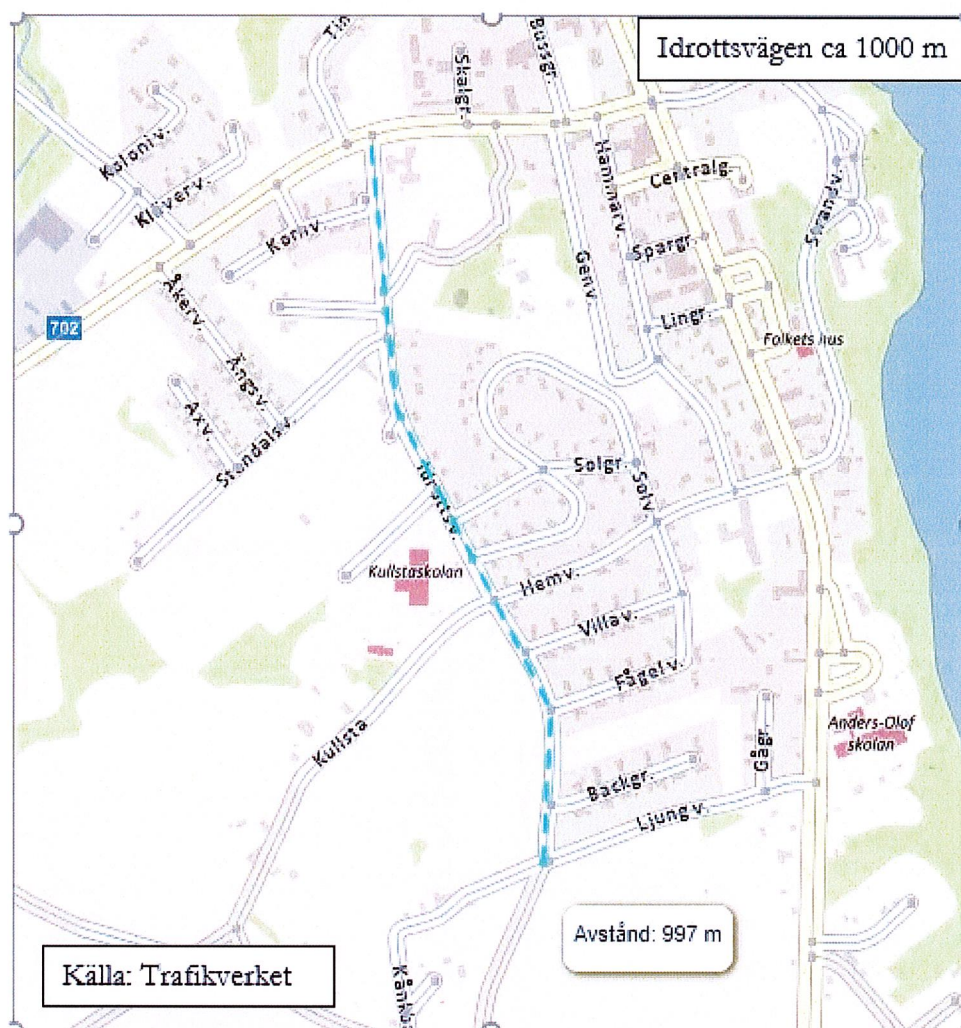 Idrottsvägen ca 1000 m
Bussgr.
Skalgr.
Koloniv.
Klöverv.
Kornv.
Hammarv.
Centralg.
Spargr.
Strandv.
Genv.
Lingr.
Folkets hus
702
Åkerv.
Ängsv.
Axv.
Stendalsv.
Idrottsv.
Solgr.
Solv.
Kullstaskolan
Hemv.
Villav.
Fågelv.
Kullsta
Anders-Olof
skolan
Gågr.
Backgr.
Ljungv.
Avstånd: 997 m
Källa: Trafikverket